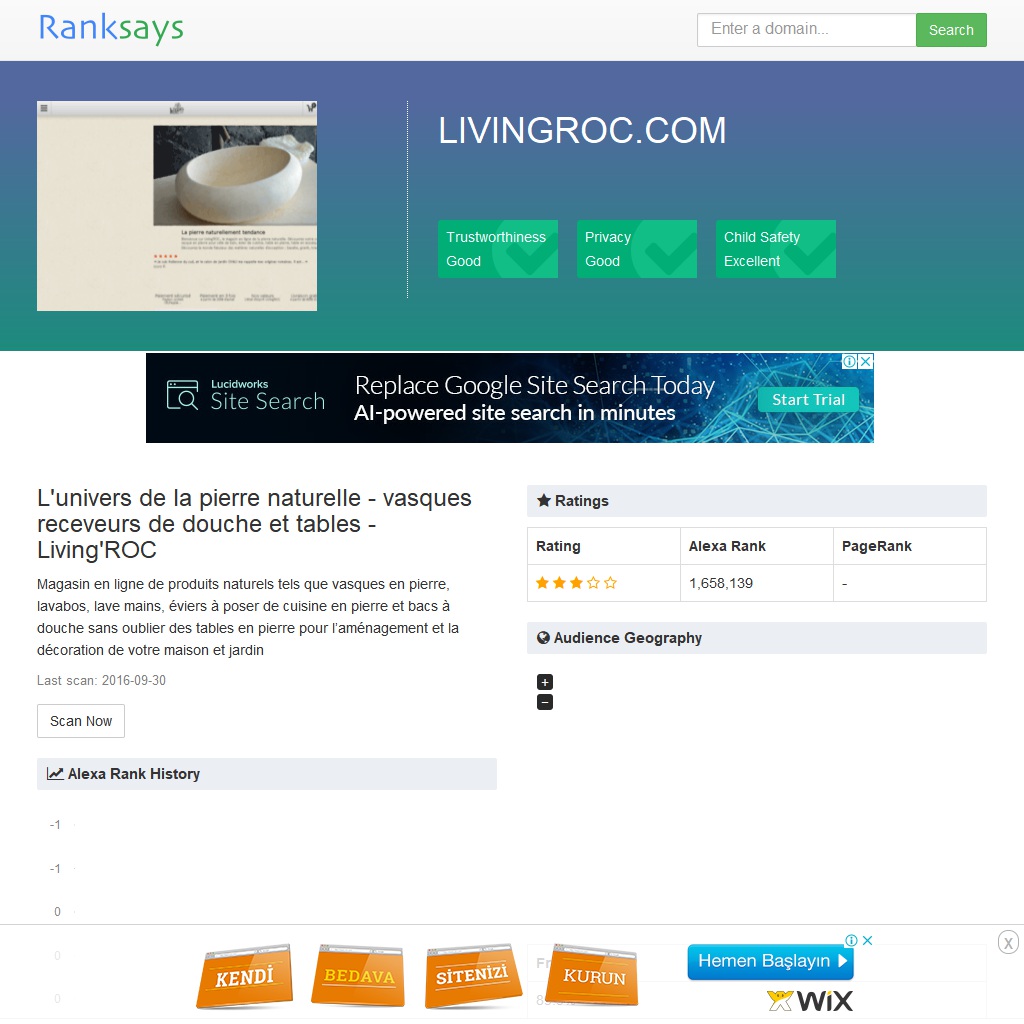 Ranksays
Enter a domain...
Search
LIVINGROC.COM
La pierre naturellement tendance
Trustworthiness
Good
Privacy
Good
Child Safety
Excellent
Lucidworks
Site Search
Replace Google Site Search Today
AI-powered site search in minutes
Start Trial
L'univers de la pierre naturelle - vasques
receveurs de douche et tables -
Living'ROC
Magasin en ligne de produits naturels tels que vasques en pierre,
lavabos, lave mains, éviers à poser de cuisine en pierre et bacs à
douche sans oublier des tables en pierre pour l’aménagement et la
décoration de votre maison et jardin
Last scan: 2016-09-30
Scan Now
Alexa Rank History
-1
-1
0
0
0
Ratings
Rating Alexa Rank PageRank
1,658,139 -
Audience Geography
+
−
KENDİ
BEDAVA
SİTENİZİ
KURUN
Hemen Başlayın
WiX
X